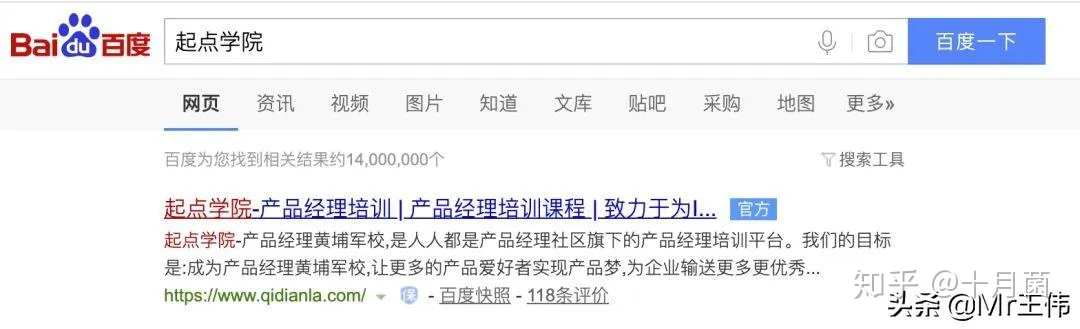 Bai du 百度 起点学院 百度一下
网页 资讯 视频 图片 知道 文库 贴吧 采购 地图 更多»
百度为您找到相关结果约14,000,000个 搜索工具
起点学院-产品经理培训 | 产品经理培训课程 | 致力于为I... 官方
起点学院-产品经理黄埔军校,是人人都是产品经理社区旗下的产品经理培训平台。我们的目标
是:成为产品经理黄埔军校,让更多的产品爱好者实现产品梦,为企业输送更多更优秀...
https://www.qidianla.com/ 保 - 百度快照 - 118条评价
知乎 @十月菌
头条 @Mr王伟